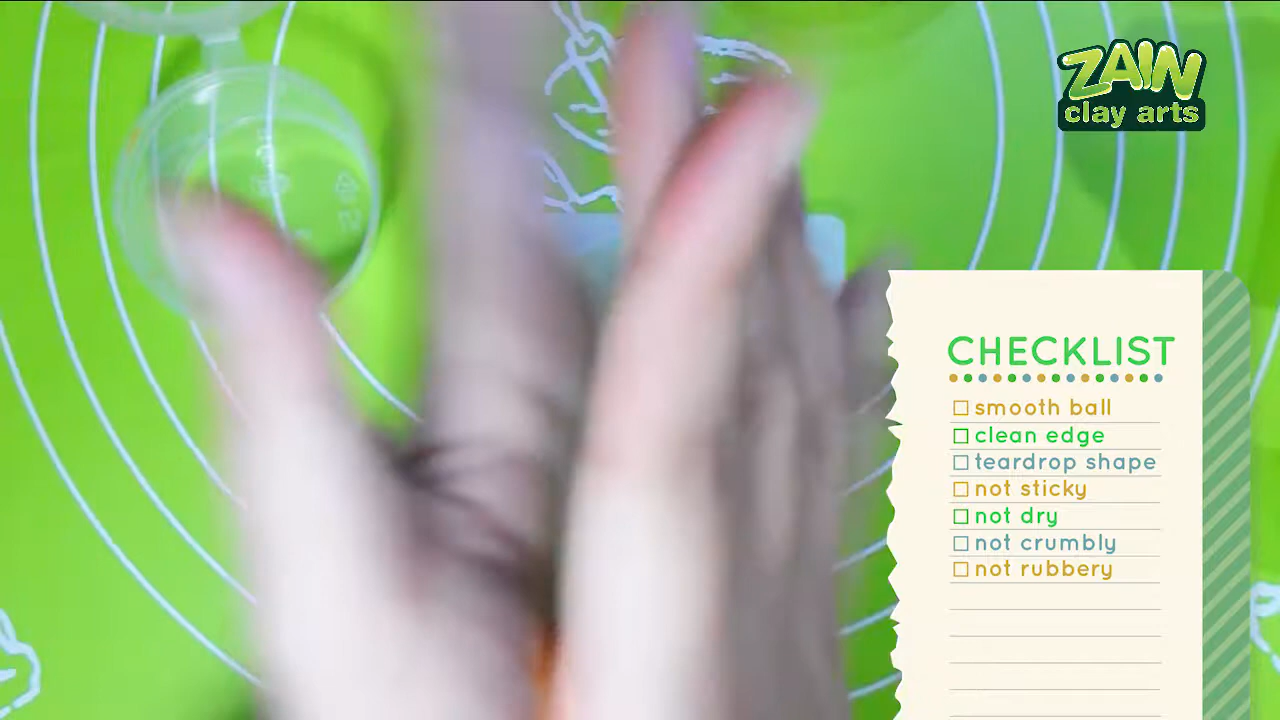 ZAIN
clay arts
CHECKLIST
smooth ball
clean edge
teardrop shape
not sticky
not dry
not crumbly
not rubbery